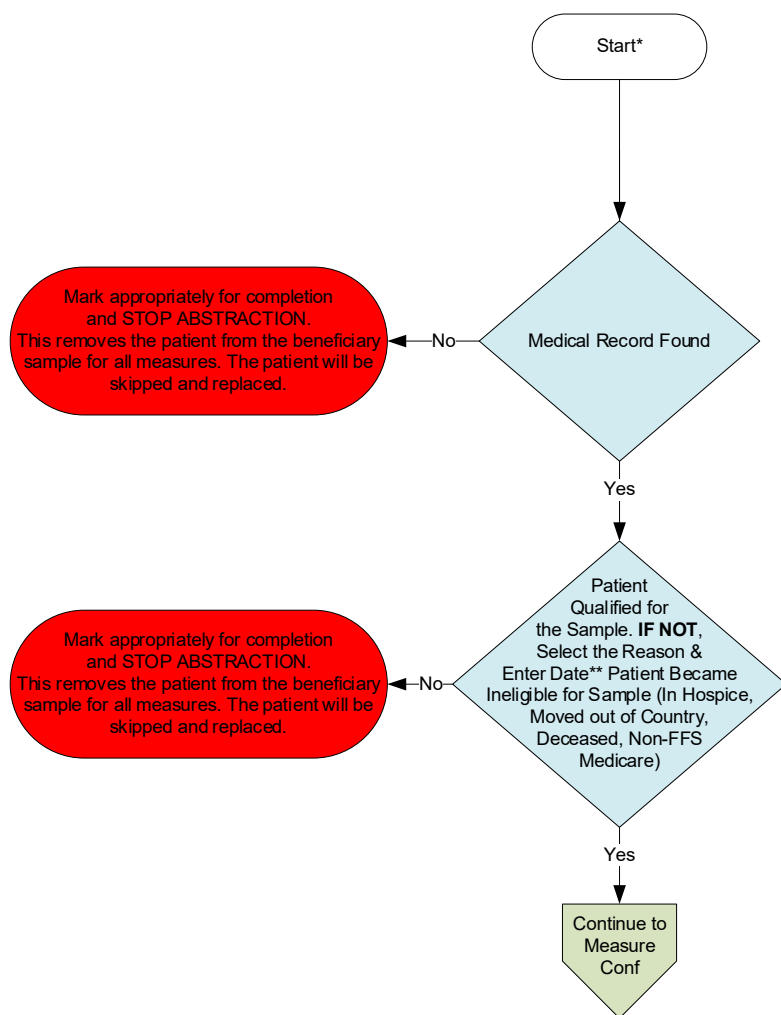 Start*
Mark appropriately for completion
and STOP ABSTRACTION.
This removes the patient from the beneficiary
sample for all measures. The patient will be
skipped and replaced.
No
Medical Record Found
Yes
Mark appropriately for completion
and STOP ABSTRACTION.
This removes the patient from the beneficiary
sample for all measures. The patient will be
skipped and replaced.
No
Patient
Qualified for
the Sample. IF NOT,
Select the Reason &
Enter Date** Patient Became
Ineligible for Sample (In Hospice,
Moved out of Country,
Deceased, Non-FFS
Medicare)
Yes
Continue to
Measure
Conf